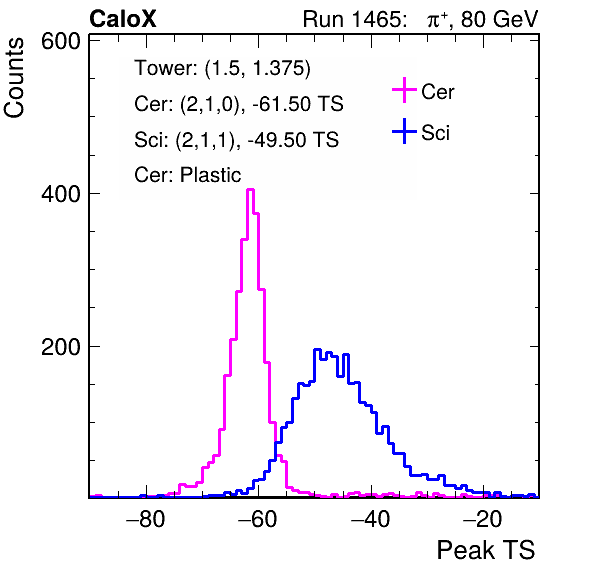 CaloX Run 1465: π⁺, 80 GeV
Counts
600
400
200
Tower: (1.5, 1.375)
Cer: (2,1,0), -61.50 TS
Sci: (2,1,1), -49.50 TS
Cer: Plastic
Cer
Sci
−80 −60 −40 −20
Peak TS